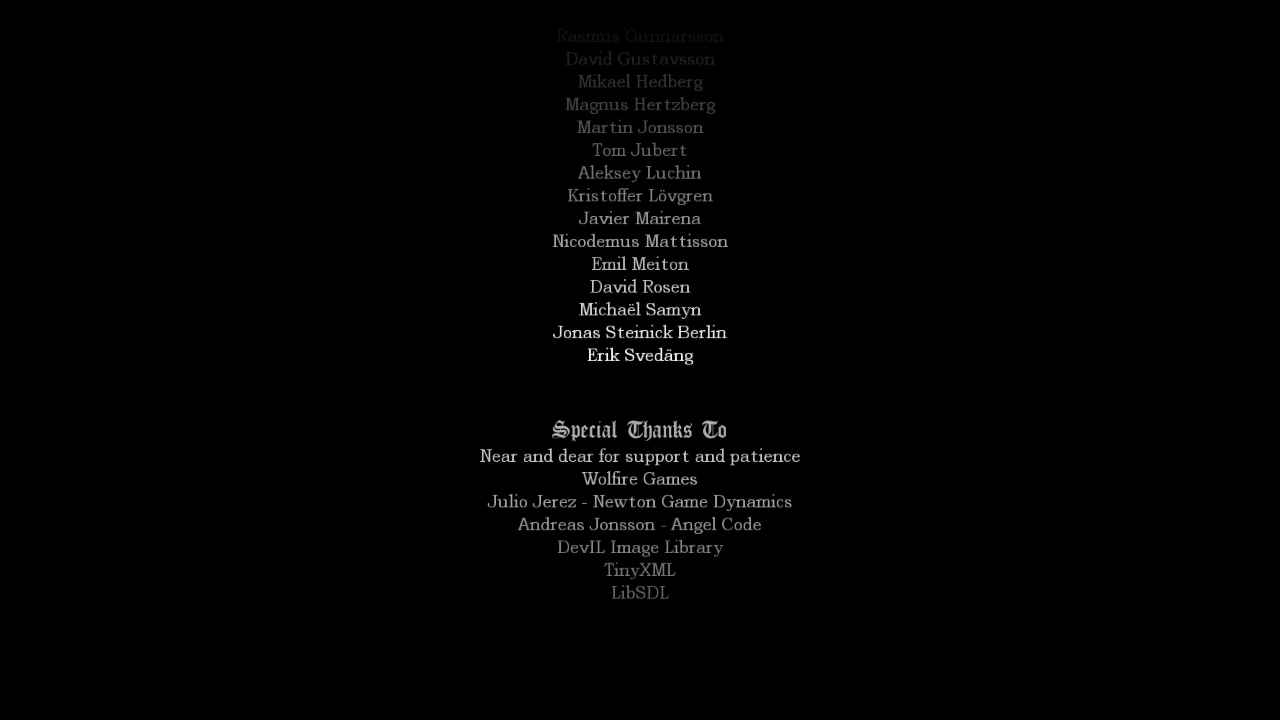 Rasmus Gunnarsson
David Gustavsson
Mikael Hedberg
Magnus Hertzberg
Martin Jonsson
Tom Jubert
Aleksey Luchin
Kristoffer Lövgren
Javier Mairena
Nicodemus Mattisson
Emil Meiton
David Rosen
Michaël Samyn
Jonas Steinick Berlin
Erik Svedäng
Special Thanks To
Near and dear for support and patience
Wolfire Games
Julio Jerez - Newton Game Dynamics
Andreas Jonsson - Angel Code
DevIL Image Library
TinyXML
LibSDL